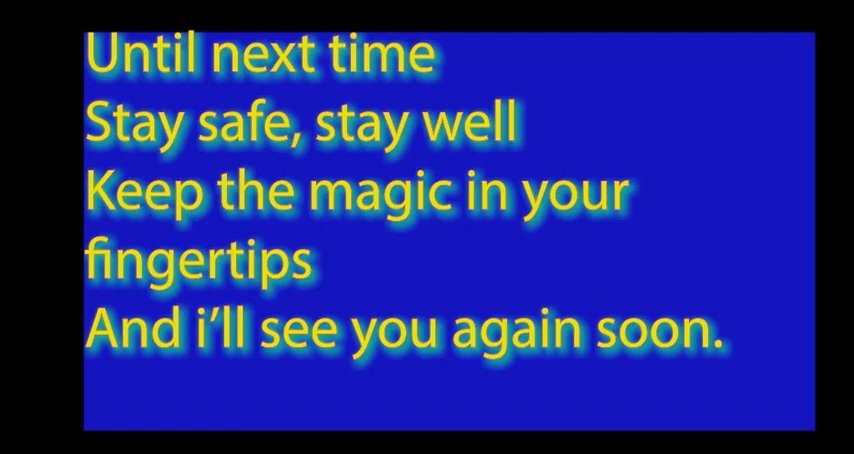 Until next time
Stay safe, stay well
Keep the magic in your
fingertips
And i’ll see you again soon.